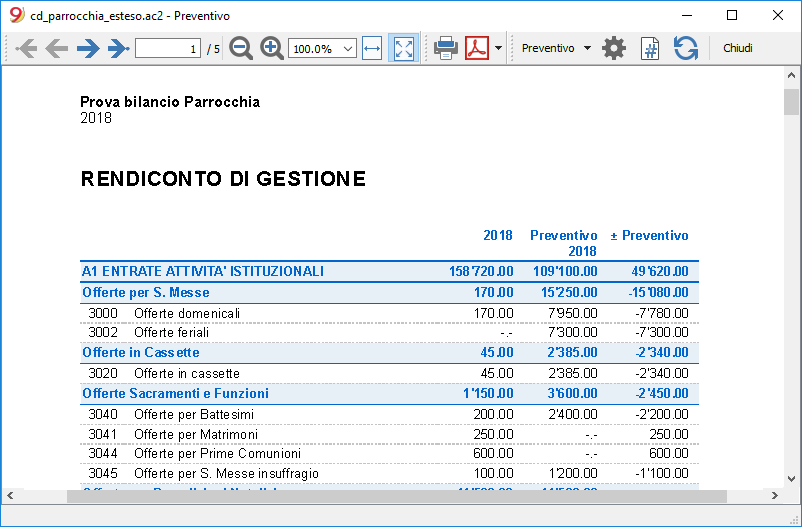 cd_parrocchia_esteso.ac2 - Preventivo
1 / 5 100.0% Preventivo Chiudi
Prova bilancio Parrocchia
2018
RENDICONTO DI GESTIONE
2018 Preventivo 2018 ± Preventivo
A1 ENTRATE ATTIVITA' ISTITUZIONALI 158'720.00 109'100.00 49'620.00
Offerte per S. Messe 170.00 15'250.00 -15'080.00
3000 Offerte domenicali 170.00 7'950.00 -7'780.00
3002 Offerte feriali -.- 7'300.00 -7'300.00
Offerte in Cassette 45.00 2'385.00 -2'340.00
3020 Offerte in cassette 45.00 2'385.00 -2'340.00
Offerte Sacramenti e Funzioni 1'150.00 3'600.00 -2'450.00
3040 Offerte per Battesimi 200.00 2'400.00 -2'200.00
3041 Offerte per Matrimoni 250.00 -.- 250.00
3044 Offerte per Prime Comunioni 600.00 -.- 600.00
3045 Offerte per S. Messe insuffragio 100.00 1'200.00 -1'100.00